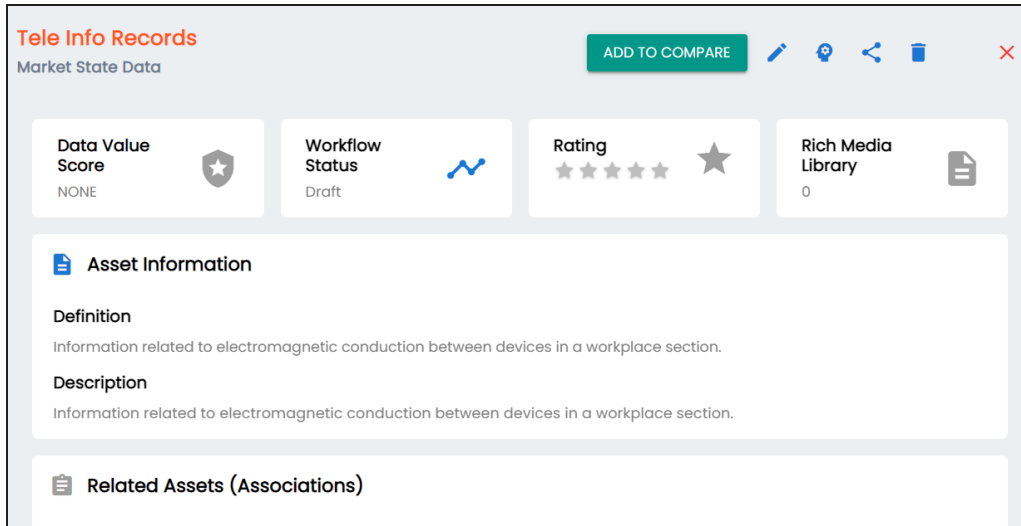 Tele Info Records
Market State Data
ADD TO COMPARE
Data Value
Score
NONE
Workflow
Status
Draft
Rating
Rich Media
Library
0
Asset Information
Definition
Information related to electromagnetic conduction between devices in a workplace section.
Description
Information related to electromagnetic conduction between devices in a workplace section.
Related Assets (Associations)